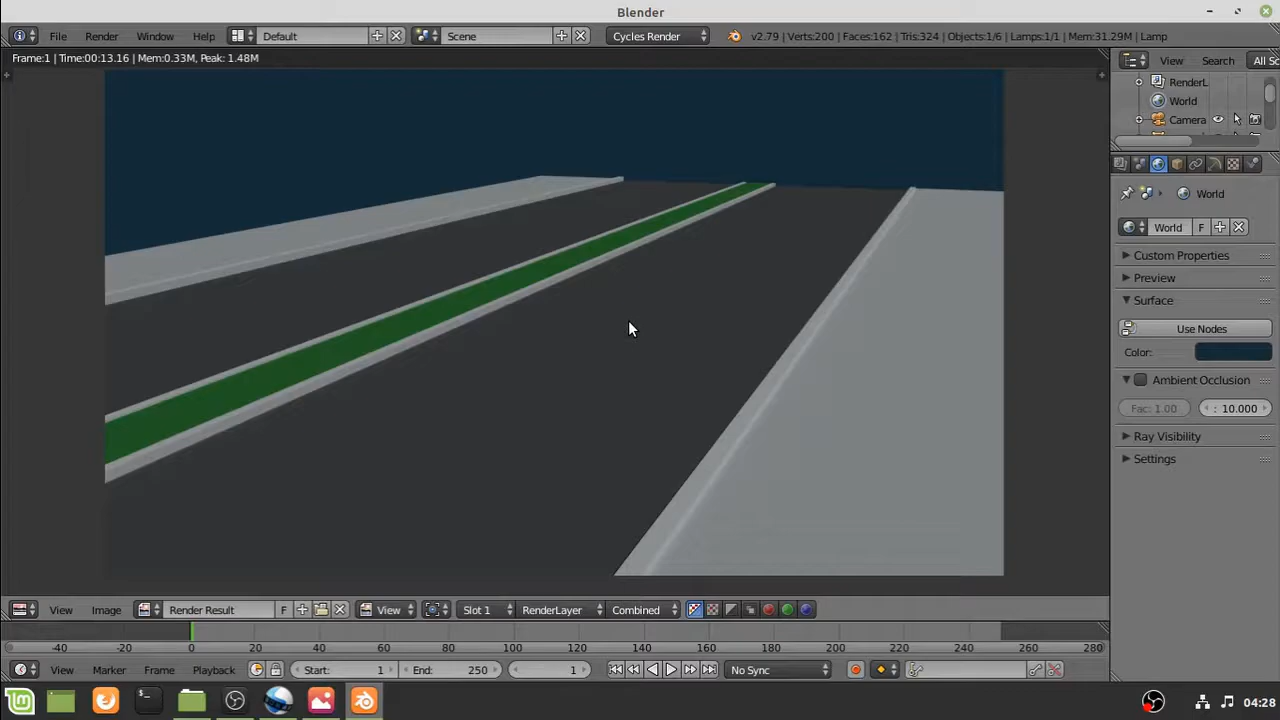 Blender
File Render Window Help Default Scene Cycles Render v2.79 | Verts:200 | Faces:162 | Tris:324 | Objects:1/6 | Lamps:1/1 | Mem:31.29M | Lamp
Frame:1 | Time:00:13.16 | Mem:0.33M, Peak: 1.48M
View Search All Sc
RenderL
World
Camera
World
World F
Custom Properties
Preview
Surface
Use Nodes
Color:
Ambient Occlusion
Fac: 1.00 : 10.000
Ray Visibility
Settings
View Image Render Result F View Slot 1 RenderLayer Combined
-40 -20 0 20 40 60 80 100 120 140 160 180 200 220 240 260 280
View Marker Frame Playback Start: 1 End: 250 1 No Sync
04:28